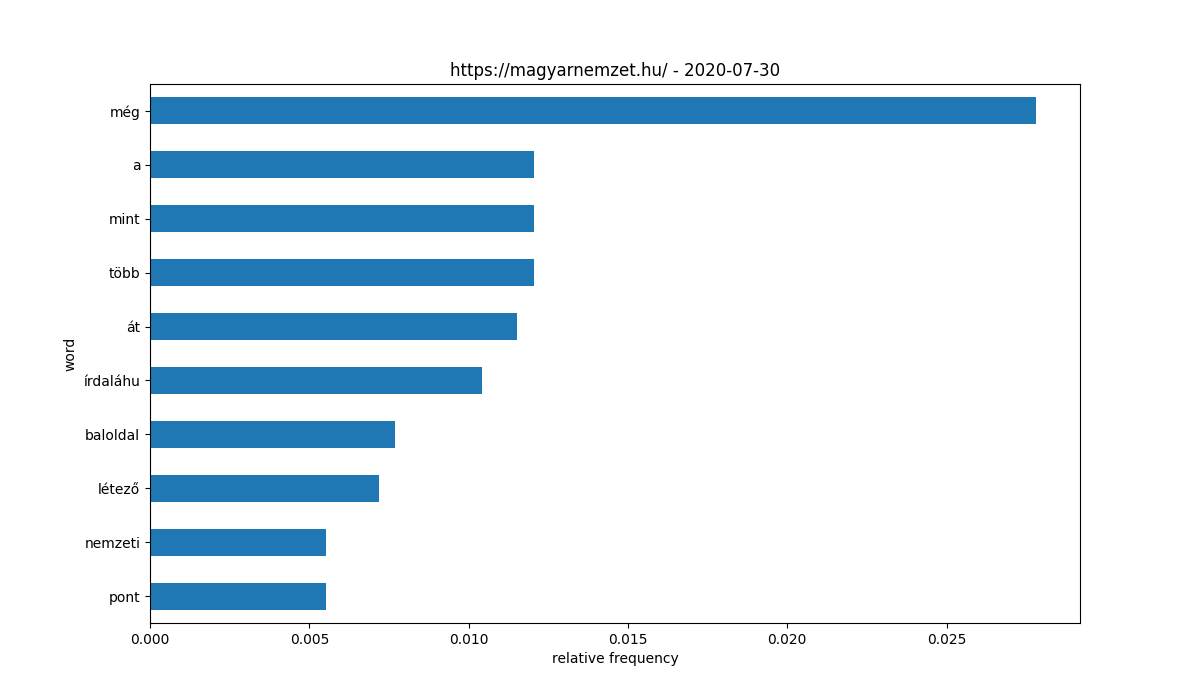 https://magyarnemzet.hu/ - 2020-07-30
még
a
mint
több
át
írdaláhu
baloldal
létező
nemzeti
pont
word
0.000 0.005 0.010 0.015 0.020 0.025
relative frequency